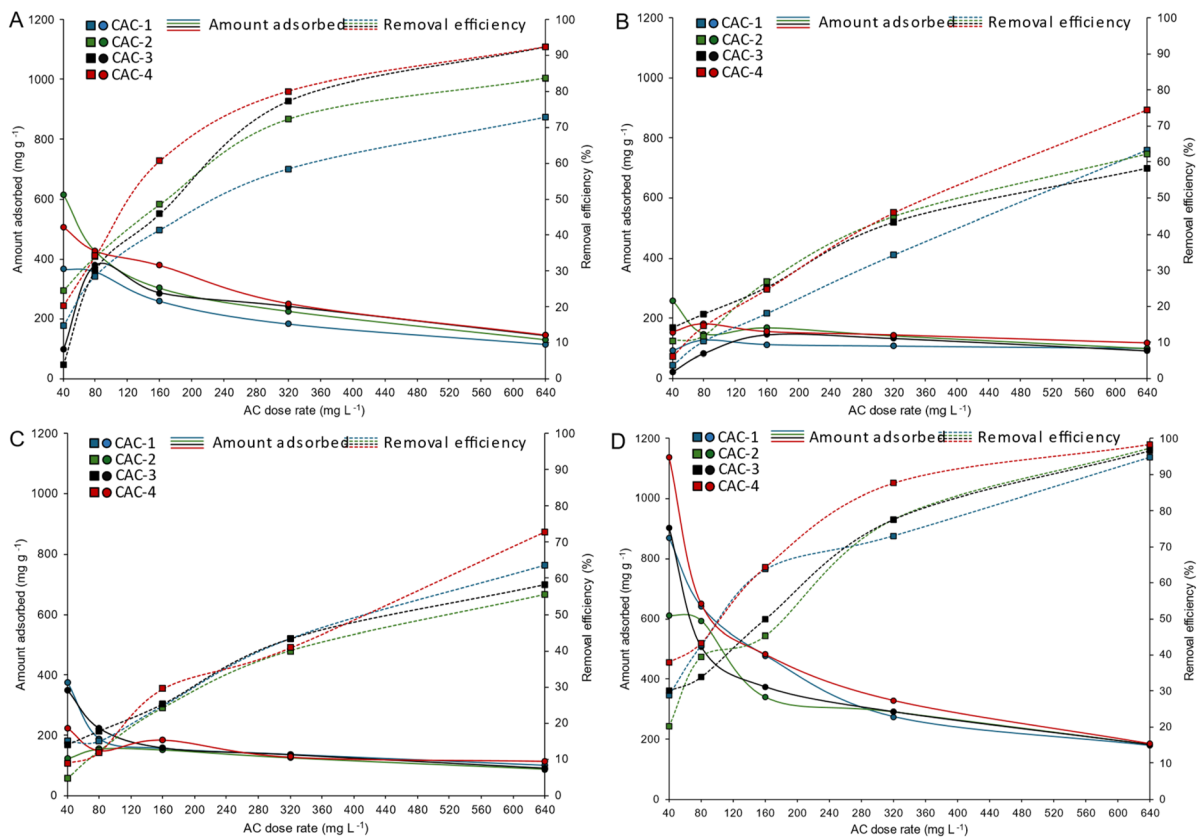 A
CAC-1
CAC-2
CAC-3
CAC-4
Amount adsorbed
Removal efficiency
1200
1000
800
600
400
200
0
Amount adsorbed (mg g⁻¹)
100
90
80
70
60
50
40
30
20
10
0
Removal efficiency (%)
40 80 120 160 200 240 280 320 360 400 440 480 520 560 600 640
AC dose rate (mg L⁻¹)
B
CAC-1
CAC-2
CAC-3
CAC-4
Amount adsorbed
Removal efficiency
1200
1000
800
600
400
200
0
Amount adsorbed (mg g⁻¹)
100
90
80
70
60
50
40
30
20
10
0
Removal efficiency (%)
40 80 120 160 200 240 280 320 360 400 440 480 520 560 600 640
AC dose rate (mg L⁻¹)
C
CAC-1
CAC-2
CAC-3
CAC-4
Amount adsorbed
Removal efficiency
1200
1000
800
600
400
200
0
Amount adsorbed (mg g⁻¹)
100
90
80
70
60
50
40
30
20
10
0
Removal efficiency (%)
40 80 120 160 200 240 280 320 360 400 440 480 520 560 600 640
AC dose rate (mg L⁻¹)
D
CAC-1
CAC-2
CAC-3
CAC-4
Amount adsorbed
Removal efficiency
1200
1000
800
600
400
200
0
Amount adsorbed (mg g⁻¹)
100
90
80
70
60
50
40
30
20
10
0
Removal efficiency (%)
40 80 120 160 200 240 280 320 360 400 440 480 520 560 600 640
AC dose rate (mg L⁻¹)